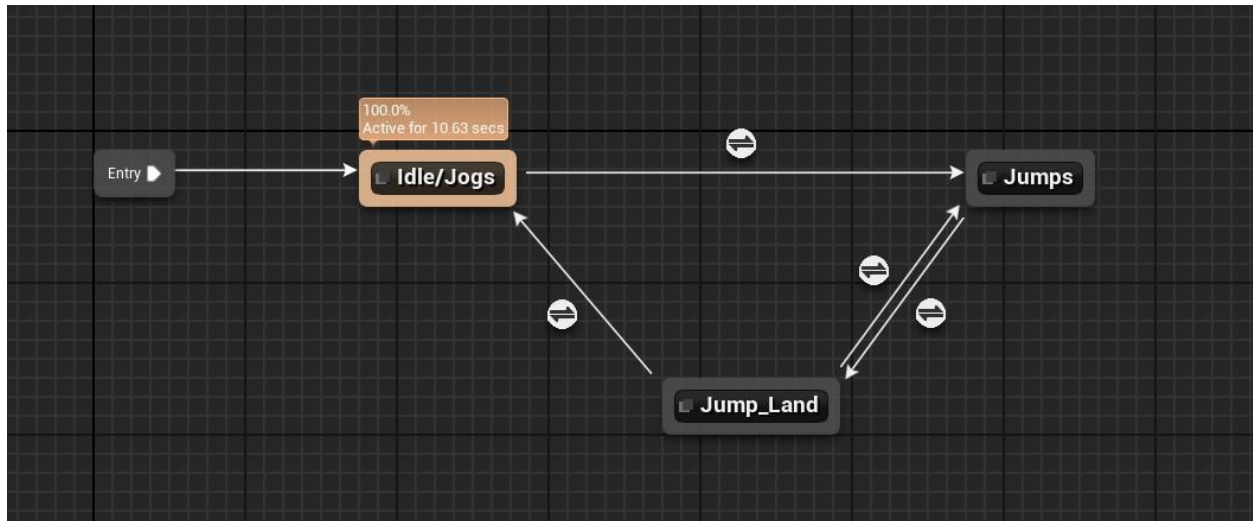 100.0%
Active for 10.63 secs
Entry
Idle/Jogs
Jumps
Jump_Land